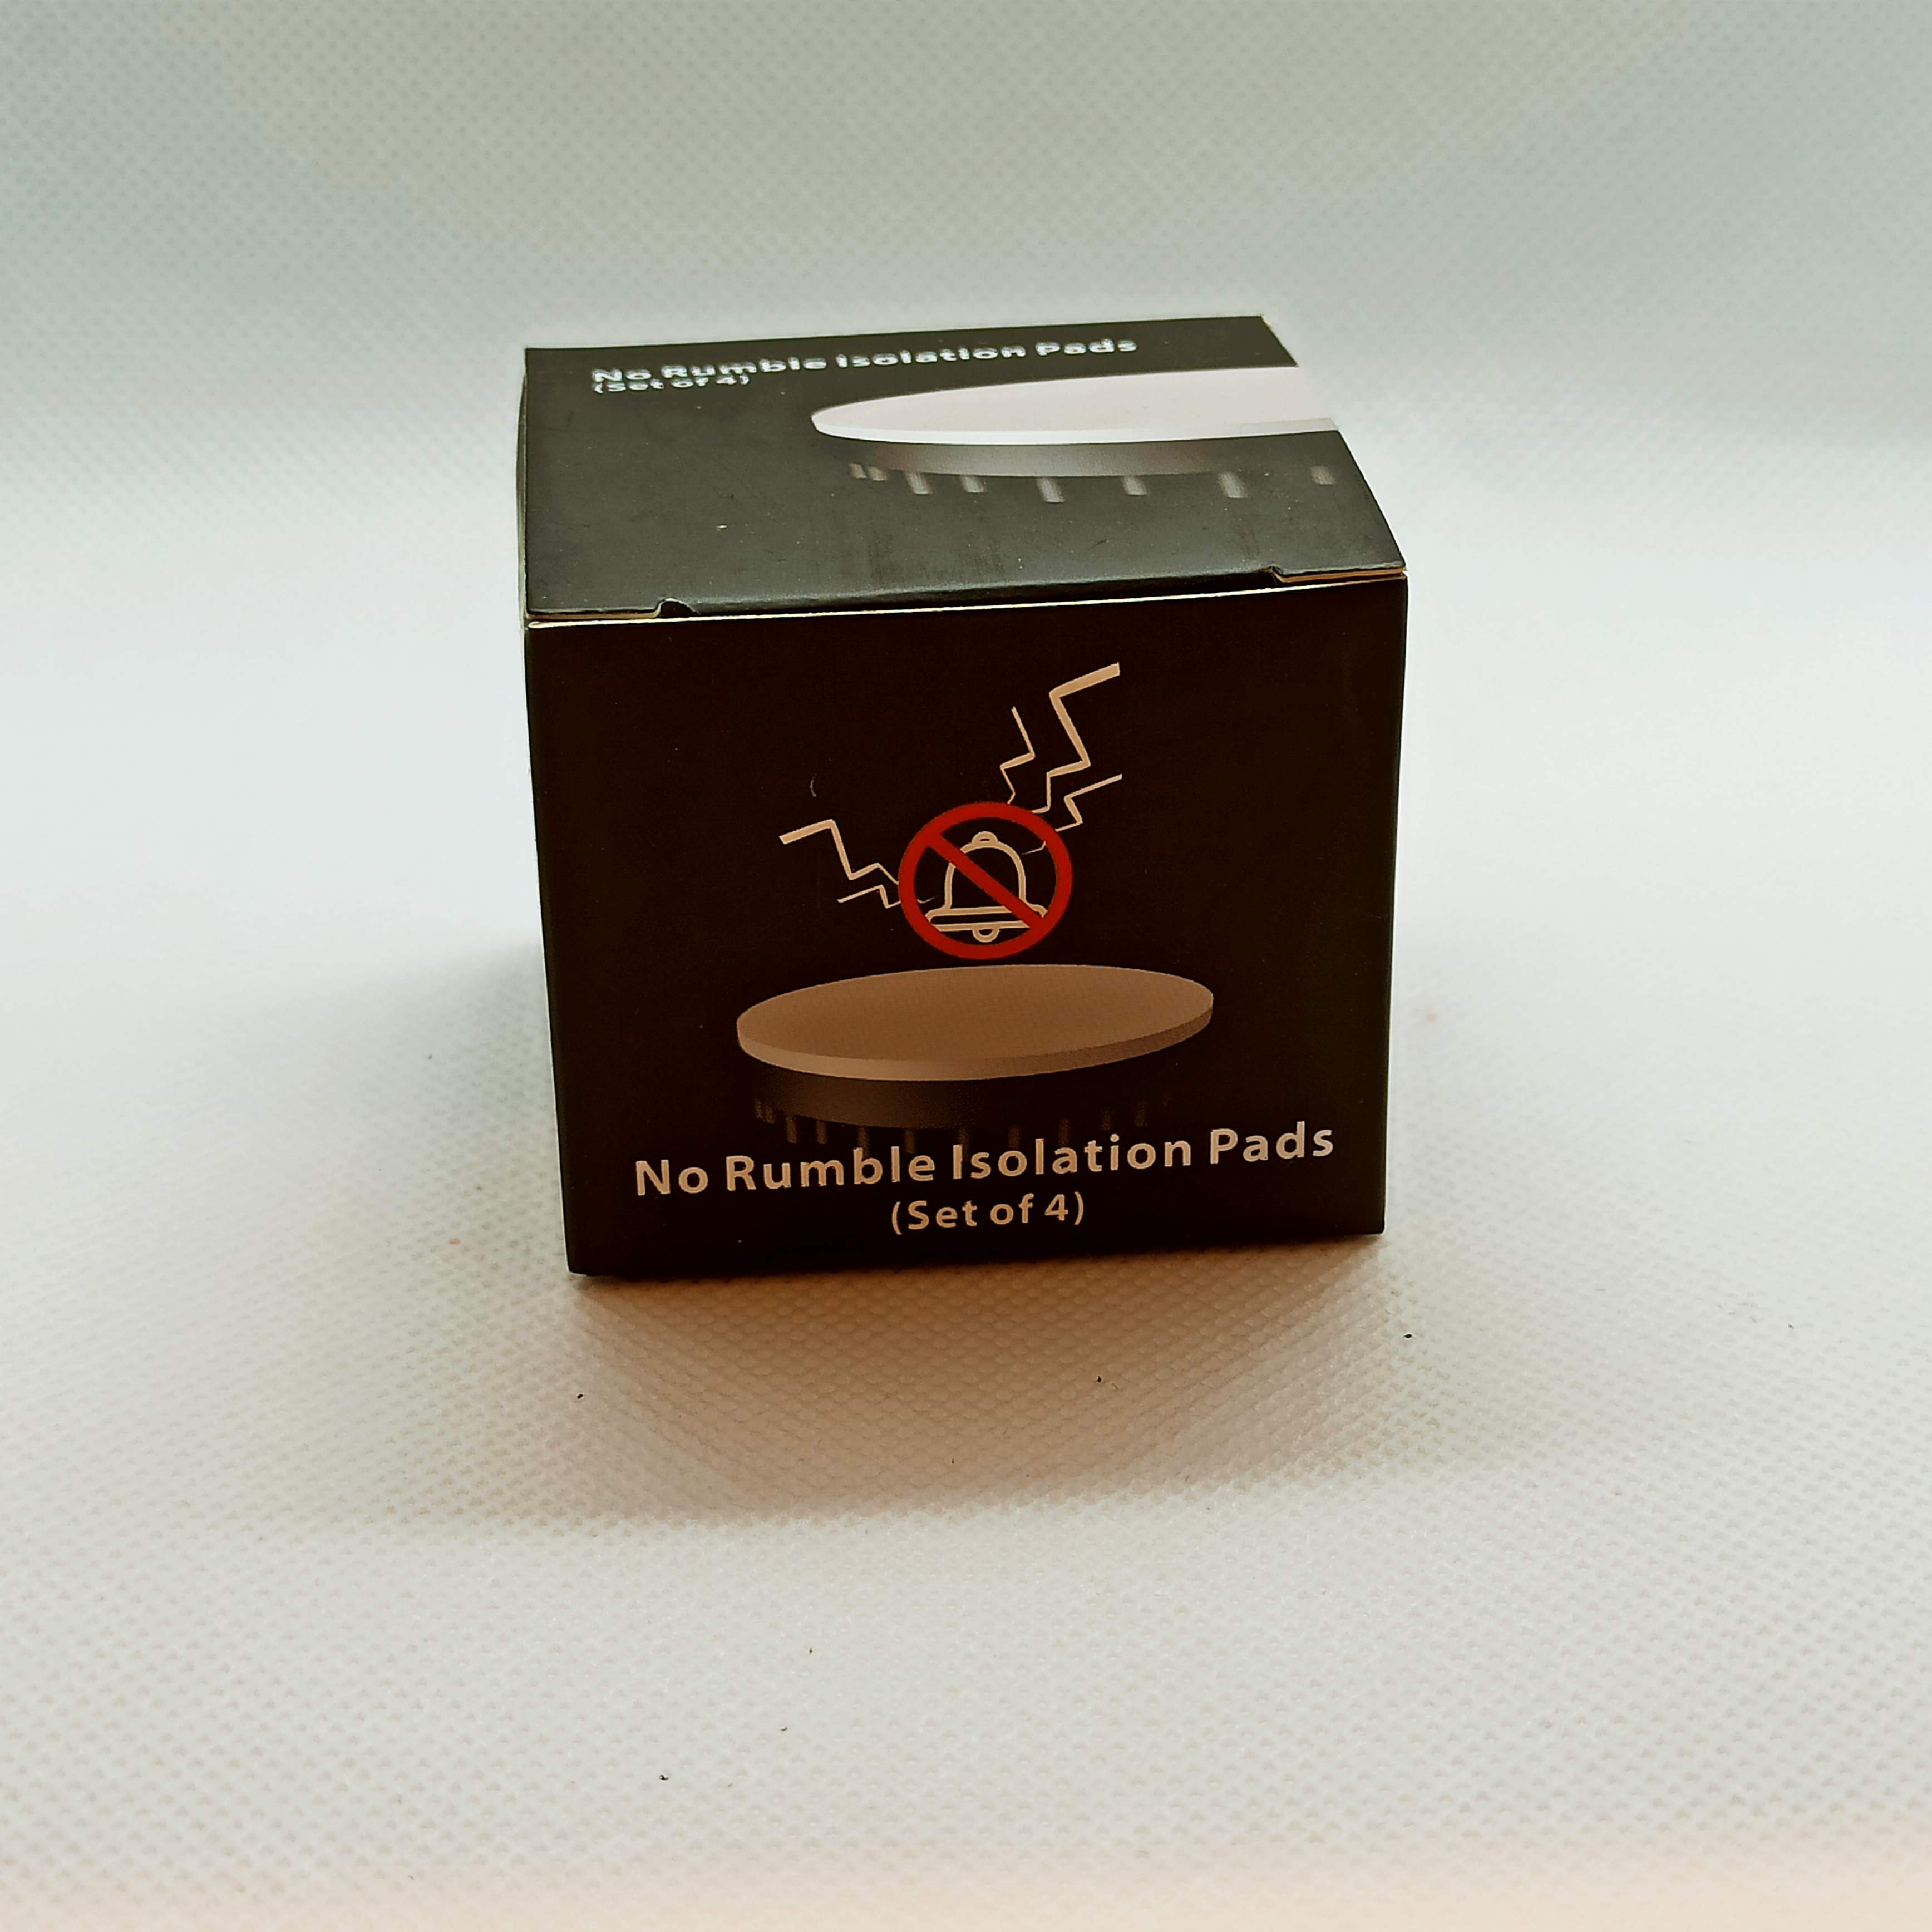 No Rumble Isolation Pads
(Set of 4)
No Rumble Isolation Pads
(Set of 4)